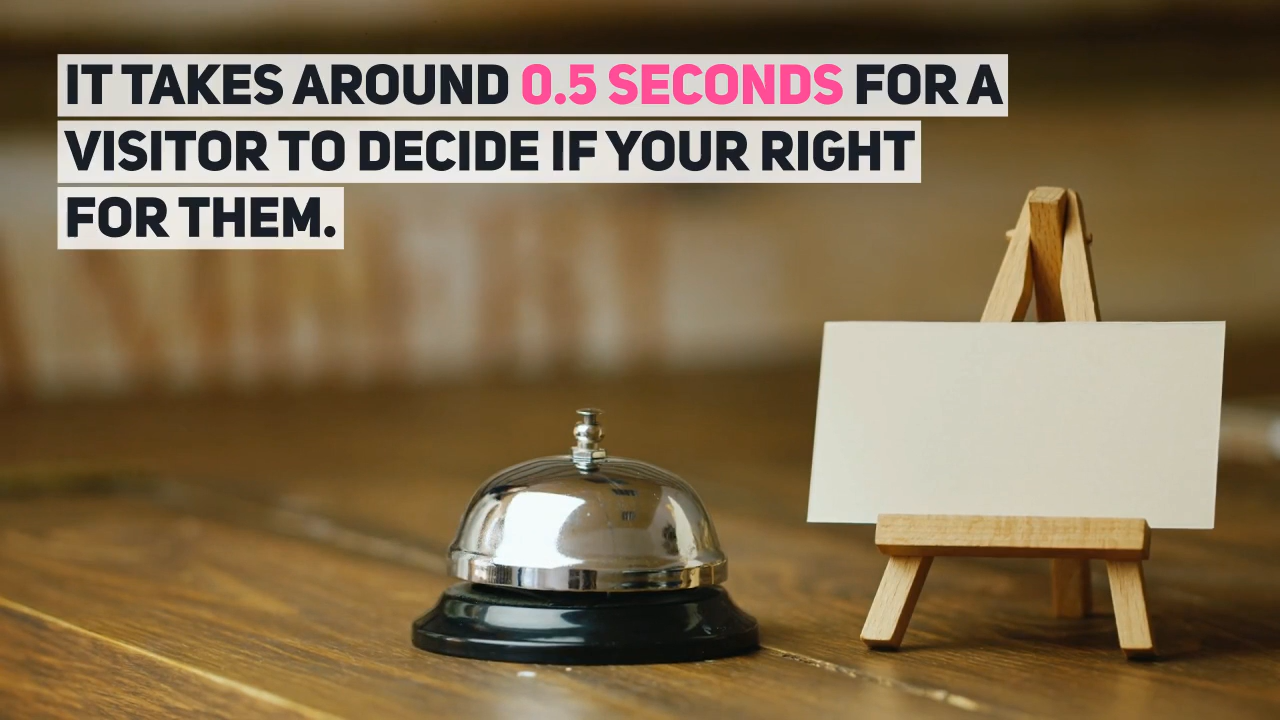 IT TAKES AROUND 0.5 SECONDS FOR A
VISITOR TO DECIDE IF YOUR RIGHT
FOR THEM.